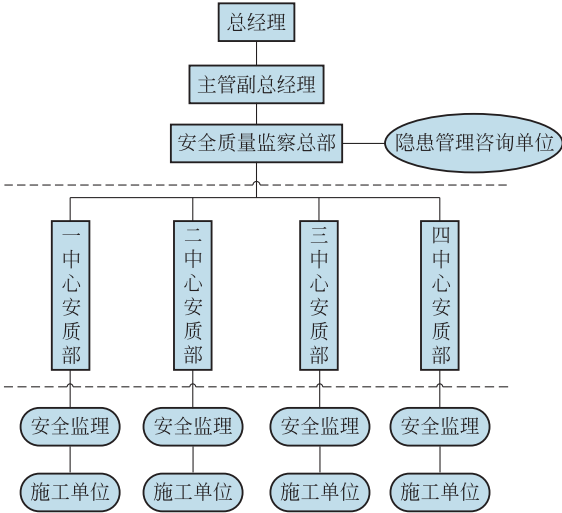 总经理
主管副总经理
安全质量监察总部
隐患管理咨询单位
一中心安质部
二中心安质部
三中心安质部
四中心安质部
安全监理
安全监理
安全监理
安全监理
施工单位
施工单位
施工单位
施工单位